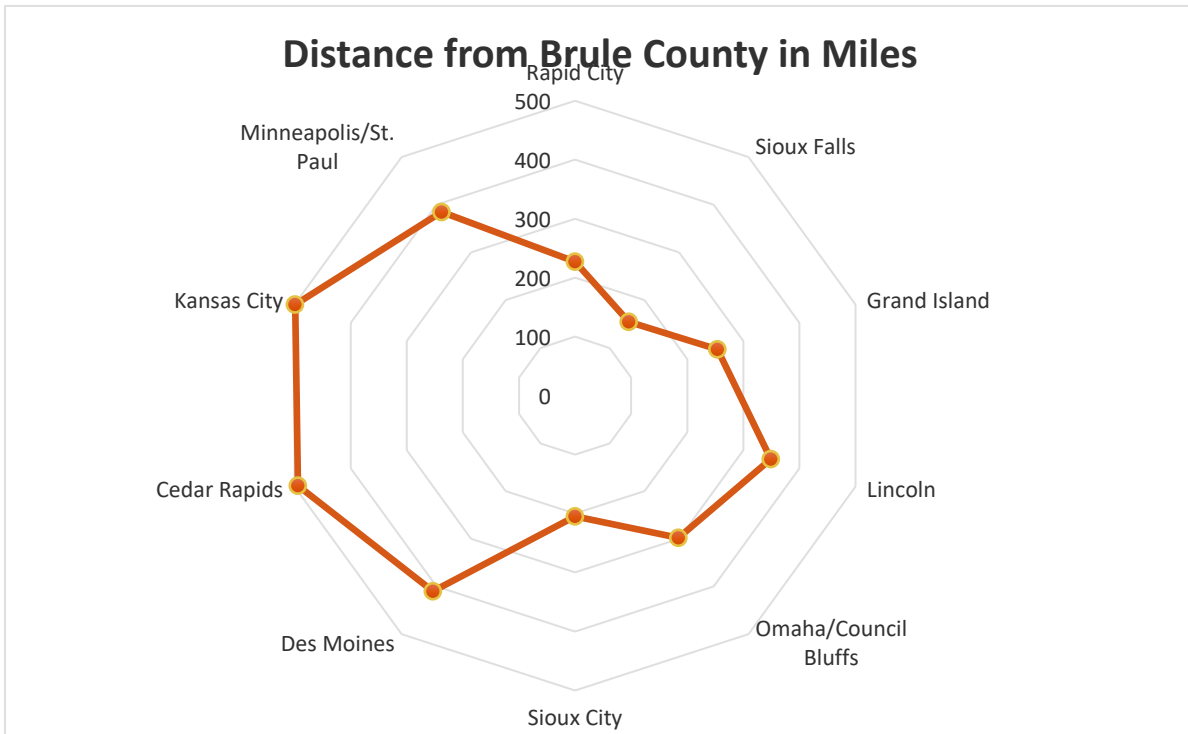 Distance from Brule County in Miles
Rapid City
500
400
300
200
100
0
Sioux Falls
Grand Island
Lincoln
Omaha/Council
Bluffs
Sioux City
Des Moines
Cedar Rapids
Kansas City
Minneapolis/St.
Paul